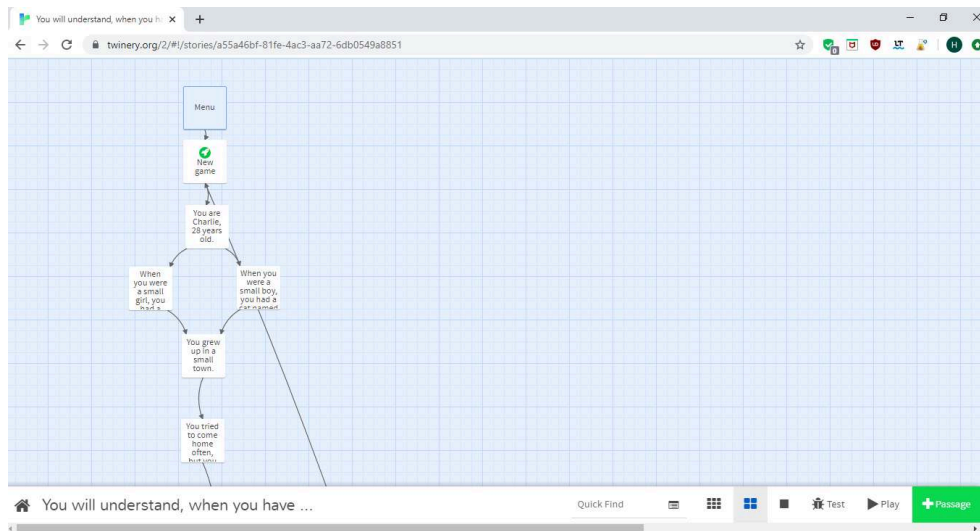 You will understand, when you h
twinery.org/2/#!/stories/a55a46bf-81fe-4ac3-aa72-6db0549a8851
0
UD
LT
H
Menu
New
game
You are
Charlie,
28 years
old.
When
you were
a small
girl, you
had a
When you
were a
small boy,
you had a
cat named
You grew
up in a
small
town.
You tried
to come
home
often,
but you
You will understand, when you have ...
Quick Find
Test
Play
+Passage